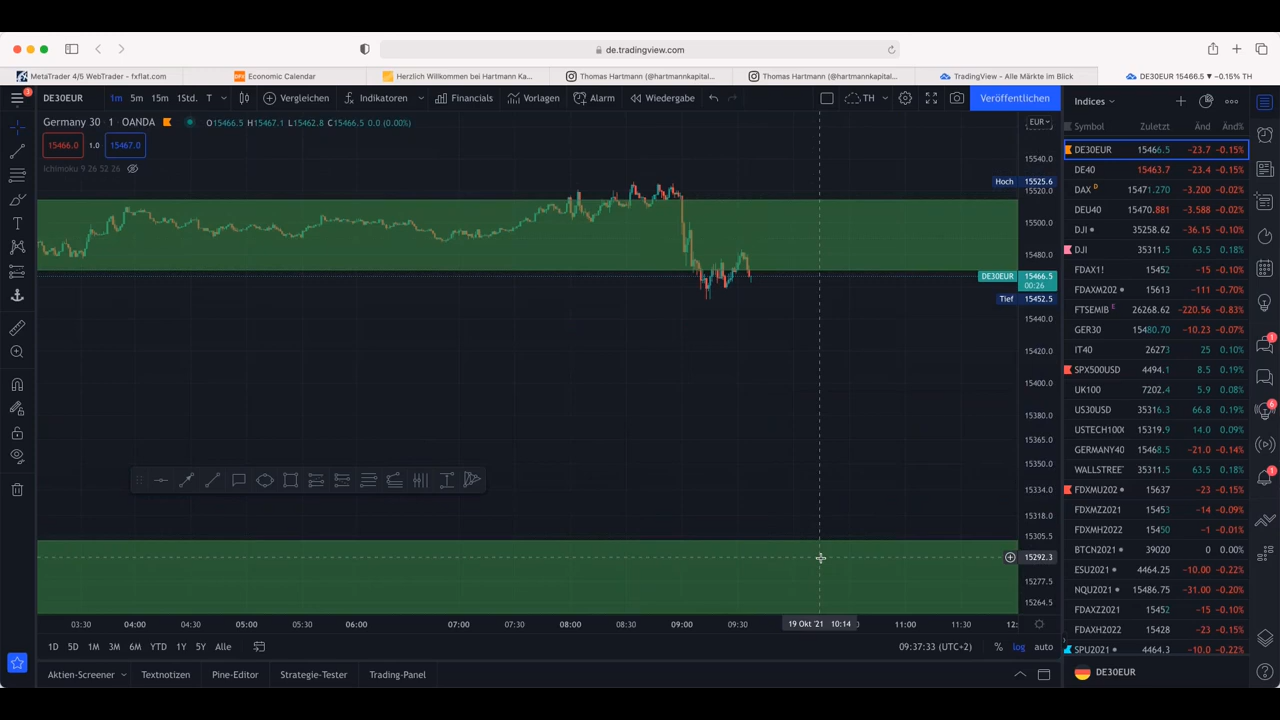 de.tradingview.com
MetaTrader 4/5 WebTrader - fxflat.com
Economic Calendar
Herzlich Willkommen bei Hartmann Ka...
Thomas Hartmann (@hartmannkapital...
Thomas Hartmann (@hartmannkapital...
TradingView - Alle Märkte im Blick
DE30EUR 15466.5 ▼−0.15% TH
3
DE30EUR 1m 5m 15m 1Std. T Vergleichen Indikatoren Financials Vorlagen Alarm Wiedergabe TH Veröffentlichen
Germany 30 · 1 · OANDA O15466.5 H15467.1 L15462.8 C15466.5 0.0 (0.00%)
15466.0 1.0 15467.0
Ichimoku 9 26 52 26
EUR
15540.0
Hoch 15525.6
15520.0
15500.0
15480.0
DE30EUR 15466.5
00:26
Tief 15452.5
15440.0
15420.0
15400.0
15382.0
15365.0
15350.0
15334.0
15318.0
15305.5
15292.3
15277.5
15264.5
03:30 04:00 04:30 05:00 05:30 06:00 07:00 07:30 08:00 08:30 09:00 09:30 19 Okt '21 10:14 11:00 11:30 12:
1D 5D 1M 3M 6M YTD 1Y 5Y Alle 09:37:33 (UTC+2) % log auto
Aktien-Screener Textnotizen Pine-Editor Strategie-Tester Trading-Panel
Indices
Symbol Zuletzt Änd Änd%
DE30EUR 15466.5 −23.7 −0.15%
DE40 15463.7 −23.4 −0.15%
DAX D 15471.270 −3.200 −0.02%
DEU40 15470.881 −3.588 −0.02%
DJI 35258.62 −36.15 −0.10%
DJI 35311.5 63.5 0.18%
FDAX1! 15452 −15 −0.10%
FDAXM202 15613 −111 −0.70%
FTSEMIB E 26268.62 −220.56 −0.83%
GER30 15480.70 −10.23 −0.07%
IT40 26273 25 0.10%
SPX500USD 4494.1 8.5 0.19%
UK100 7202.4 5.9 0.08%
US30USD 35316.3 66.8 0.19%
USTECH100 15319.9 14.0 0.09%
GERMANY40 15468.5 −21.0 −0.14%
WALLSTREE 35311.5 63.5 0.18%
FDXMU202 15637 −23 −0.15%
FDXMZ2021 15453 −14 −0.09%
FDXMH2022 15450 −1 −0.01%
BTCN2021 39020 0 0.00%
ESU2021 4464.25 −10.00 −0.22%
NQU2021 15486.75 −31.00 −0.20%
FDAXZ2021 15452 −15 −0.10%
FDAXH2022 15428 −23 −0.15%
SPU2021 4464.3 −10.0 −0.22%
DE30EUR
1
6
1